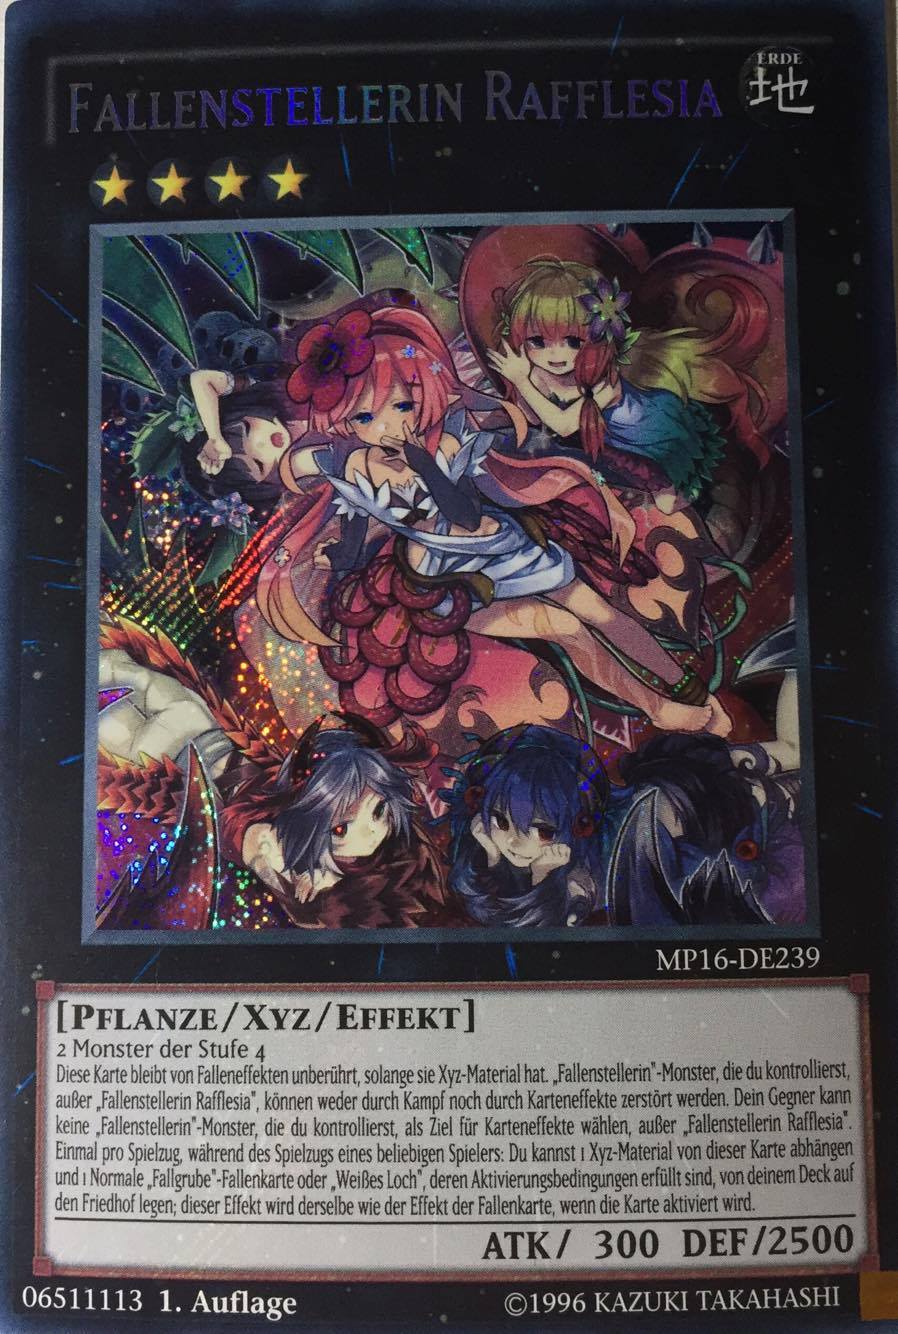 FALLENSTELLERIN RAFFLESIA
ERDE
地
MP16-DE239
[PFLANZE/XYZ/EFFEKT]
2 Monster der Stufe 4
Diese Karte bleibt von Falleneffekten unberührt, solange sie Xyz-Material hat. „Fallenstellerin"-Monster, die du kontrollierst,
außer „Fallenstellerin Rafflesia", können weder durch Kampf noch durch Karteneffekte zerstört werden. Dein Gegner kann
keine „Fallenstellerin"-Monster, die du kontrollierst, als Ziel für Karteneffekte wählen, außer „Fallenstellerin Rafflesia".
Einmal pro Spielzug, während des Spielzugs eines beliebigen Spielers: Du kannst 1 Xyz-Material von dieser Karte abhängen
und 1 Normale „Fallgrube"-Fallenkarte oder „Weißes Loch", deren Aktivierungsbedingungen erfüllt sind, von deinem Deck auf
den Friedhof legen; dieser Effekt wird derselbe wie der Effekt der Fallenkarte, wenn die Karte aktiviert wird.
ATK/ 300 DEF/2500
06511113 1. Auflage
©1996 KAZUKI TAKAHASHI